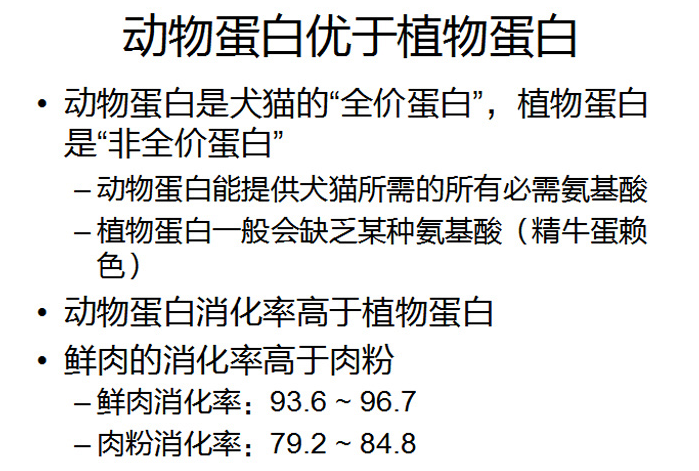 动物蛋白优于植物蛋白
• 动物蛋白是犬猫的“全价蛋白”，植物蛋白
是“非全价蛋白”
– 动物蛋白能提供犬猫所需的所有必需氨基酸
– 植物蛋白一般会缺乏某种氨基酸（精牛蛋赖
色）
• 动物蛋白消化率高于植物蛋白
• 鲜肉的消化率高于肉粉
– 鲜肉消化率：93.6 ~ 96.7
– 肉粉消化率：79.2 ~ 84.8